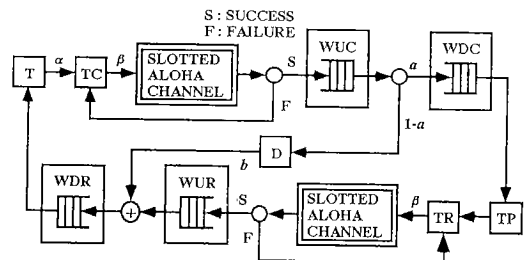 S : SUCCESS
F : FAILURE
T
α
TC
β
SLOTTED
ALOHA
CHANNEL
S
F
WUC
a
WDC
1-a
D
b
WDR
+
WUR
S
F
SLOTTED
ALOHA
CHANNEL
β
TR
TP